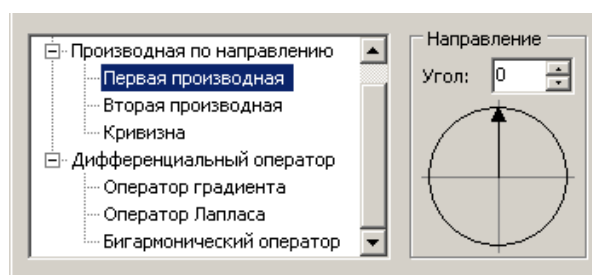 Производная по направлению
Первая производная
Вторая производная
Кривизна
Дифференциальный оператор
Оператор градиента
Оператор Лапласа
Бигармонический оператор
Направление
Угол: 0